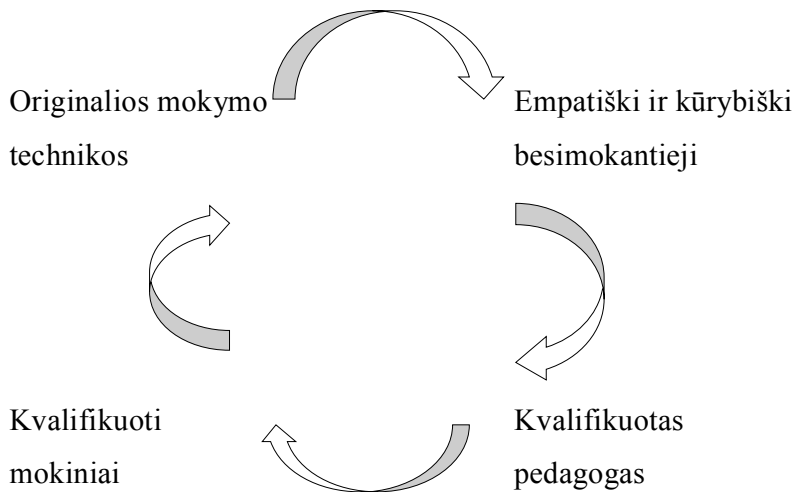 Originalios mokymo
technikos
Empatiški ir kūrybiški
besimokantieji
Kvalifikuoti
mokiniai
Kvalifikuotas
pedagogas